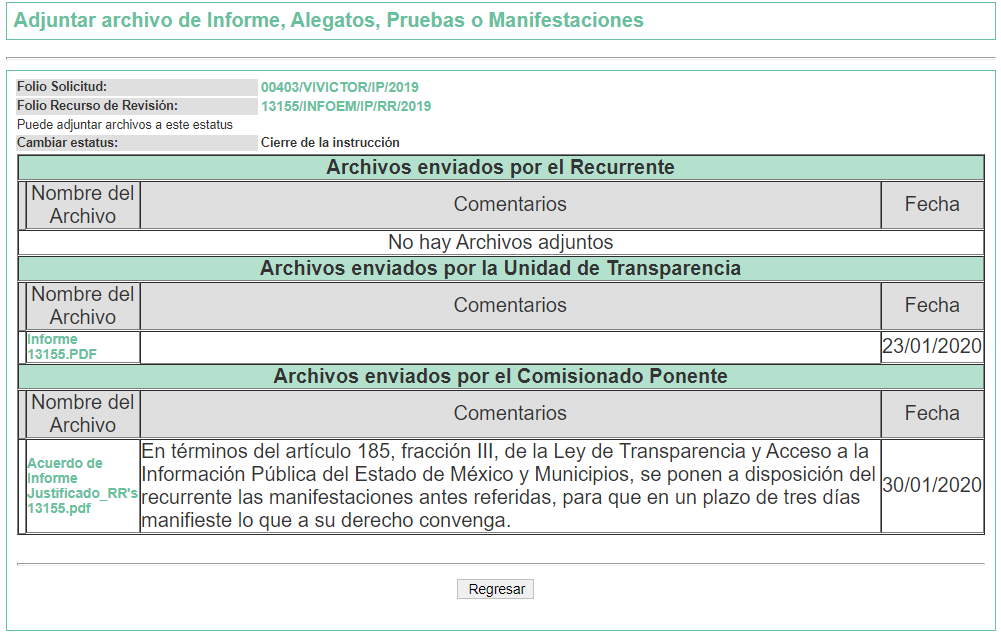 Adjuntar archivo de Informe, Alegatos, Pruebas o Manifestaciones
Folio Solicitud: 00403/VIVICTOR/IP/2019
Folio Recurso de Revisión: 13155/INFOEM/IP/RR/2019
Puede adjuntar archivos a este estatus
Cambiar estatus: Cierre de la instrucción
Archivos enviados por el Recurrente
Nombre del
Archivo
Comentarios
Fecha
No hay Archivos adjuntos
Archivos enviados por la Unidad de Transparencia
Nombre del
Archivo
Comentarios
Fecha
Informe
13155.PDF
23/01/2020
Archivos enviados por el Comisionado Ponente
Nombre del
Archivo
Comentarios
Fecha
Acuerdo de
Informe
Justificado_RR's
13155.pdf
En términos del artículo 185, fracción III, de la Ley de Transparencia y Acceso a la
Información Pública del Estado de México y Municipios, se ponen a disposición del
recurrente las manifestaciones antes referidas, para que en un plazo de tres días
manifieste lo que a su derecho convenga.
30/01/2020
Regresar